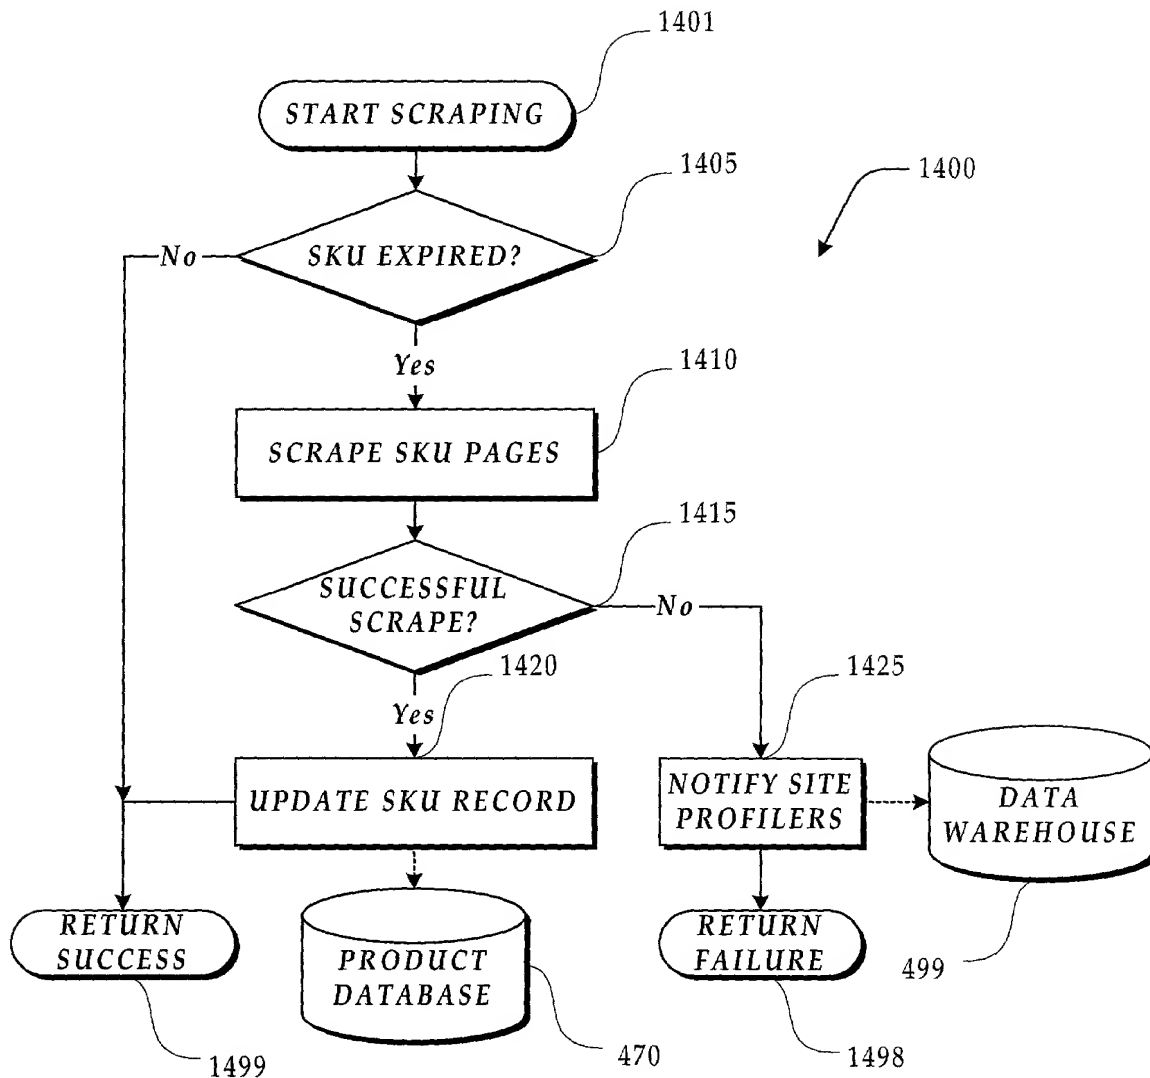 1401
START SCRAPING
1405
1400
No
SKU EXPIRED?
Yes
1410
SCRAPE SKU PAGES
1415
SUCCESSFUL
SCRAPE?
No
1420
1425
Yes
UPDATE SKU RECORD
NOTIFY SITE
PROFILERS
DATA
WAREHOUSE
RETURN
SUCCESS
PRODUCT
DATABASE
RETURN
FAILURE
499
1499
470
1498